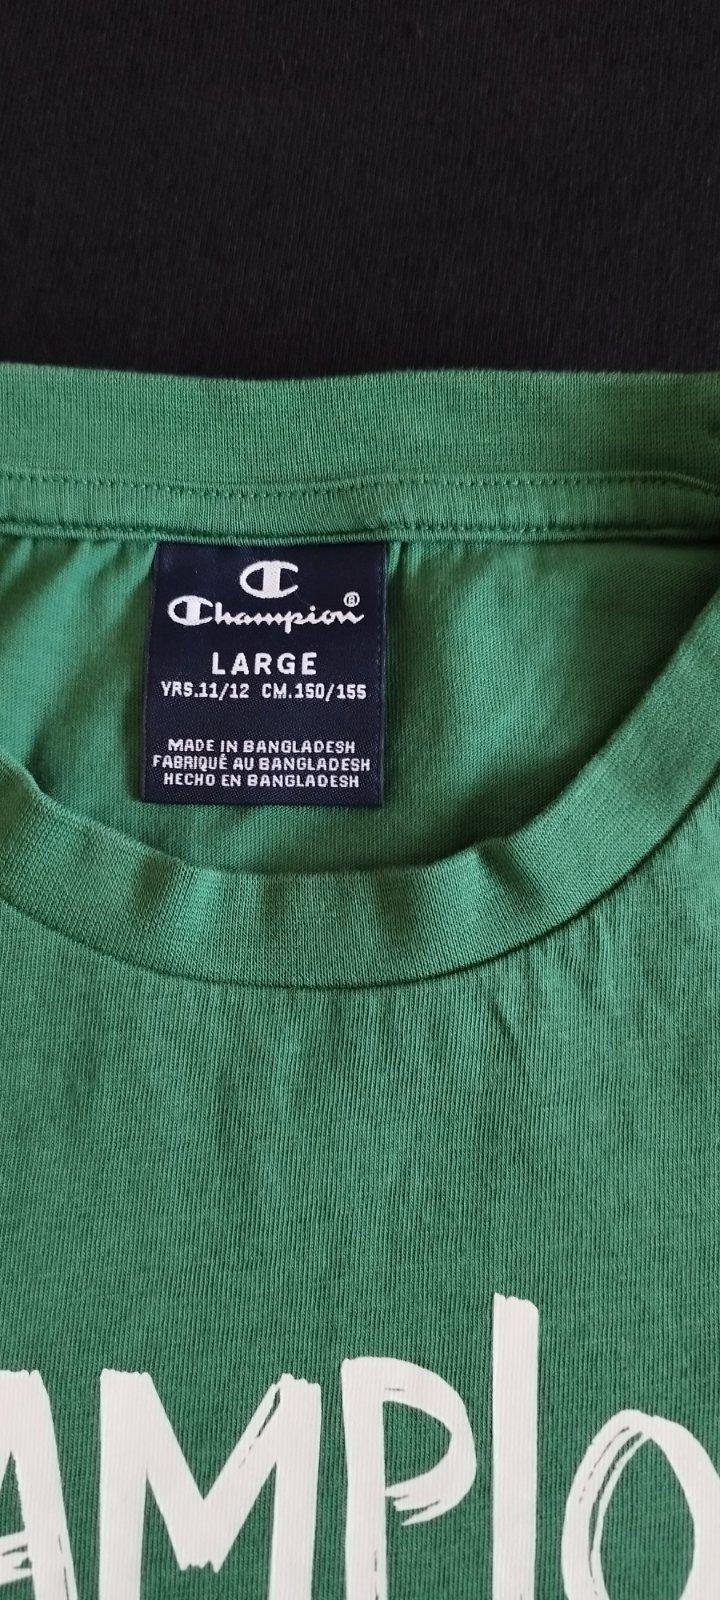 Champion®
LARGE
YRS.11/12 CM.150/155
MADE IN BANGLADESH
FABRIQUÉ AU BANGLADESH
HECHO EN BANGLADESH
AMPIO